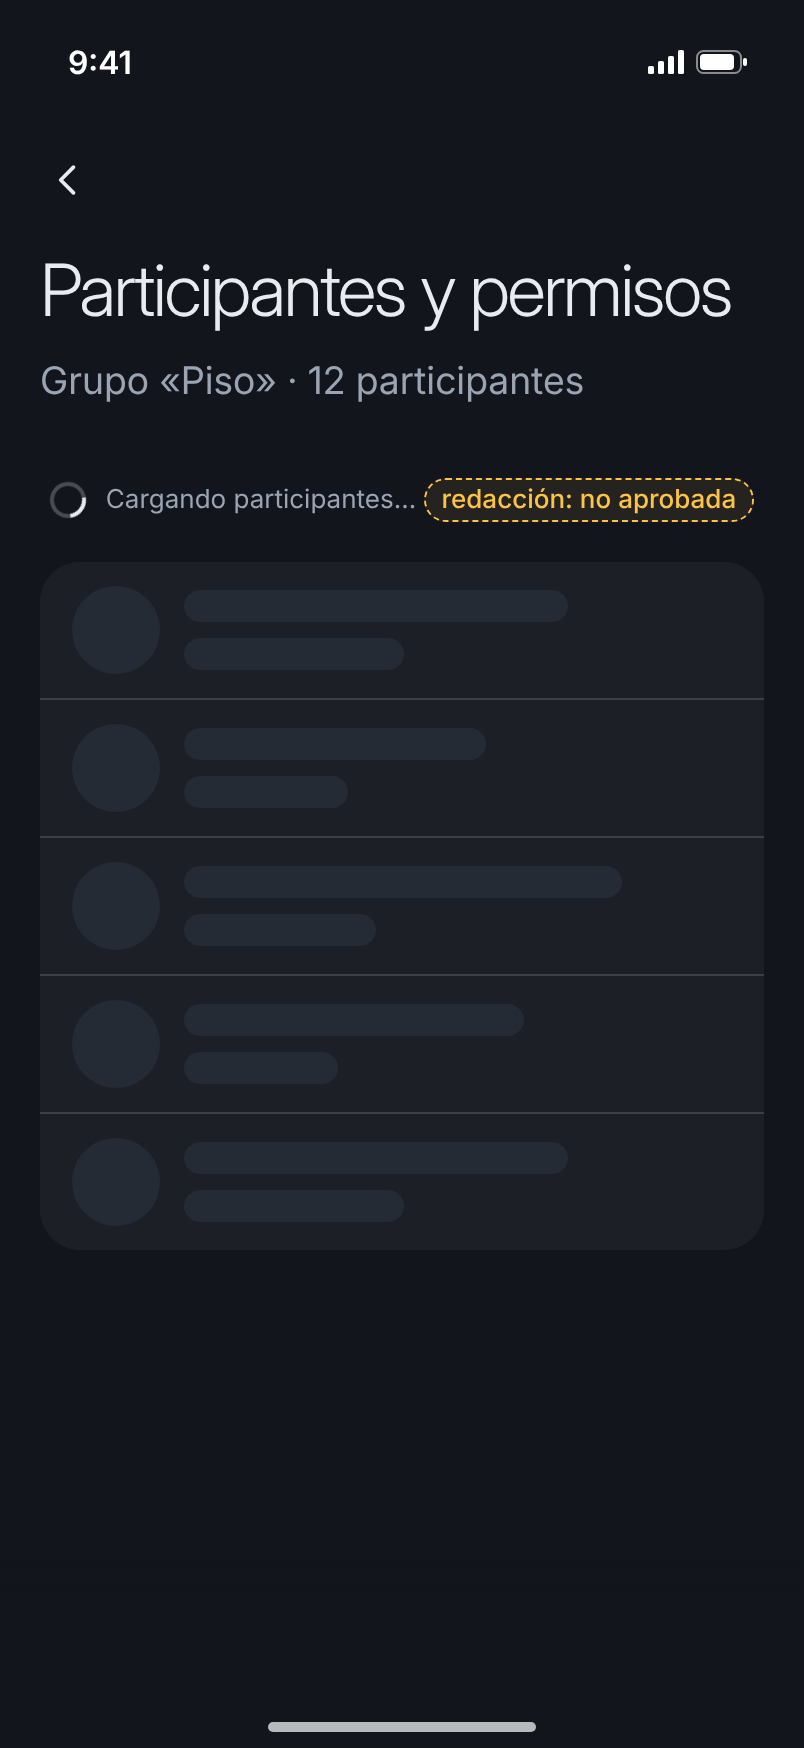 9:41
Participantes y permisos
Grupo «Piso» · 12 participantes
Cargando participantes… redacción: no aprobada